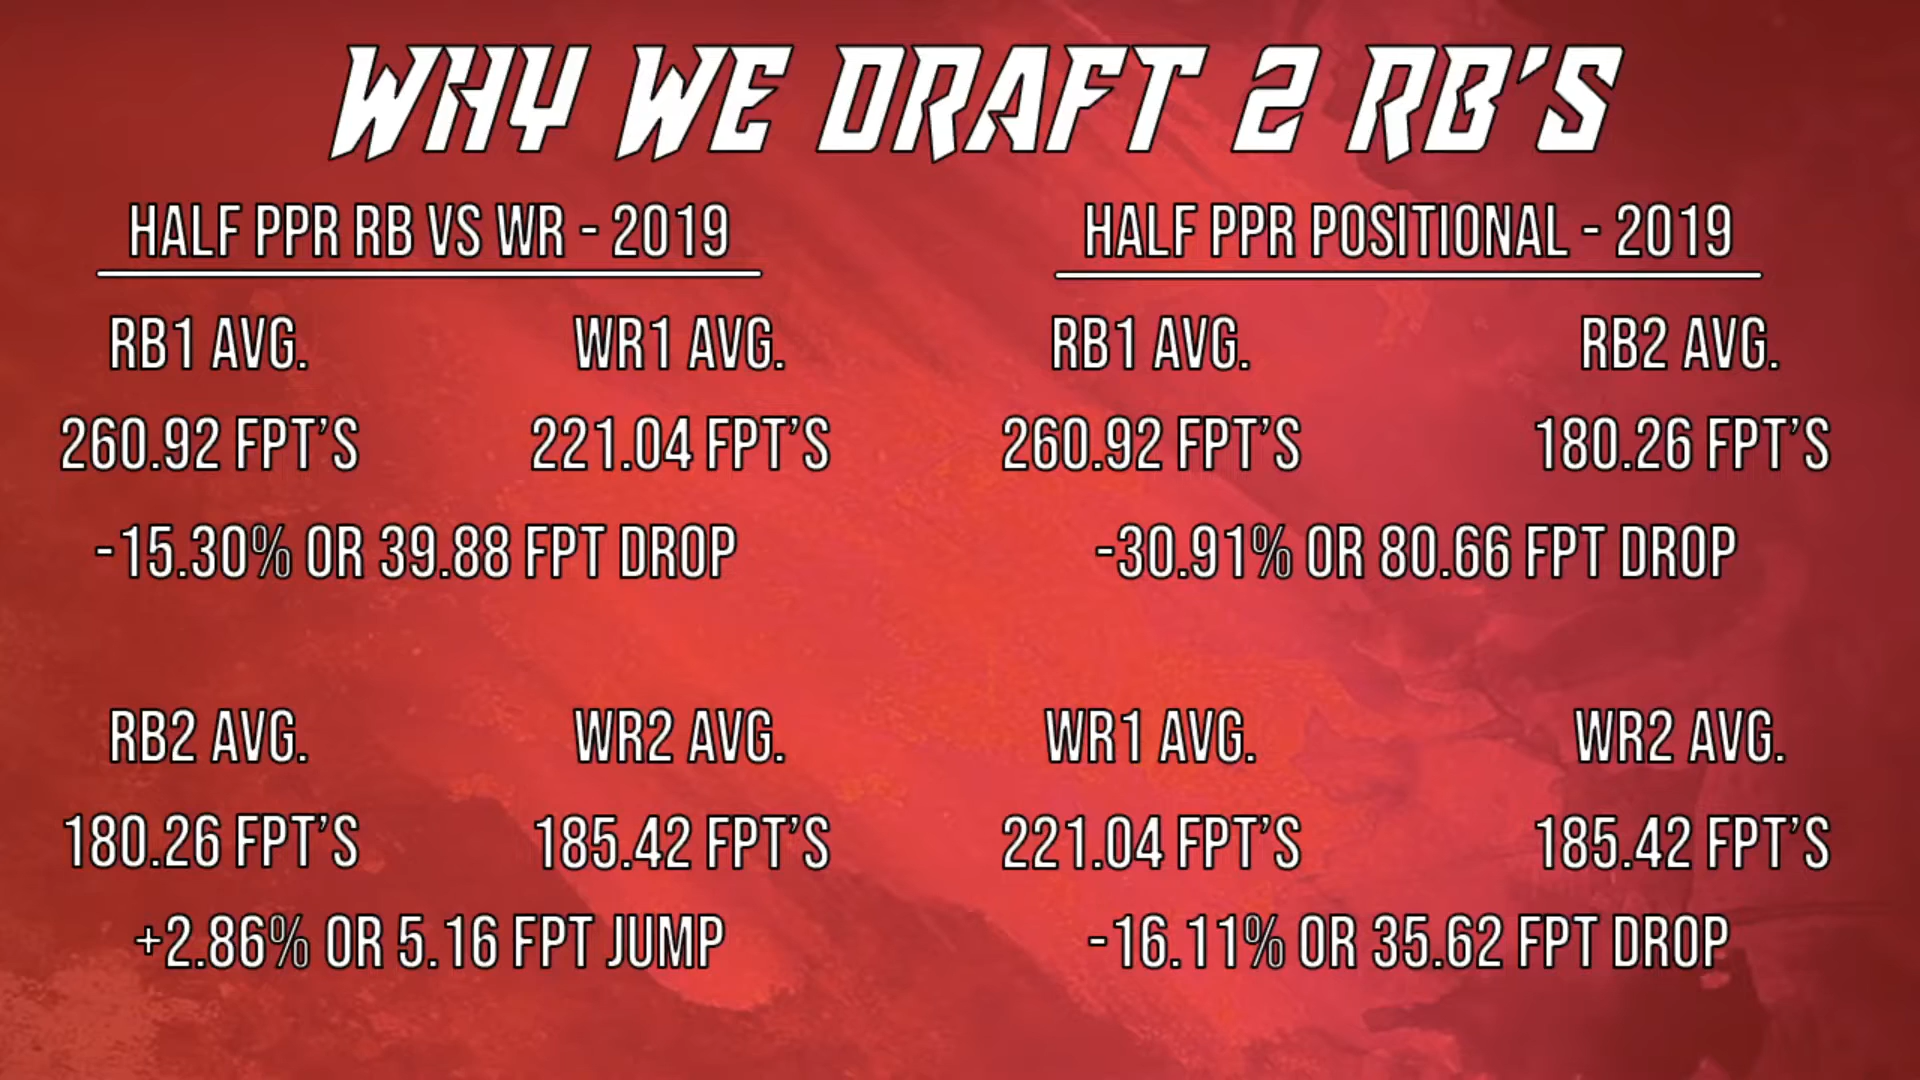 WHY WE DRAFT 2 RB'S
HALF PPR RB VS WR - 2019
RB1 AVG. WR1 AVG.
260.92 FPT'S 221.04 FPT'S
-15.30% OR 39.88 FPT DROP
RB2 AVG. WR2 AVG.
180.26 FPT'S 185.42 FPT'S
+2.86% OR 5.16 FPT JUMP
HALF PPR POSITIONAL - 2019
RB1 AVG. RB2 AVG.
260.92 FPT'S 180.26 FPT'S
-30.91% OR 80.66 FPT DROP
WR1 AVG. WR2 AVG.
221.04 FPT'S 185.42 FPT'S
-16.11% OR 35.62 FPT DROP